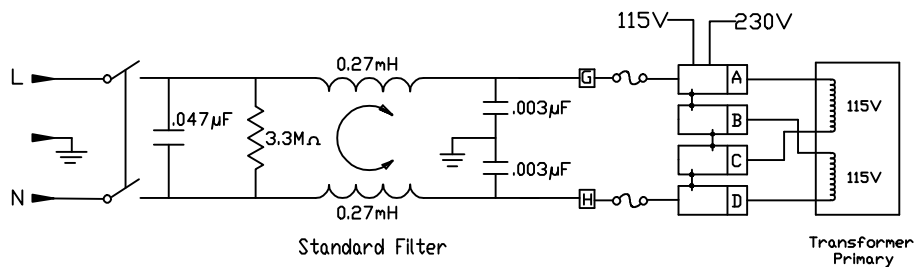 115V
230V
L
0.27mH
G
A
.047μF
3.3MΩ
.003μF
115V
B
C
.003μF
115V
N
0.27mH
H
D
Standard Filter
Transformer
Primary